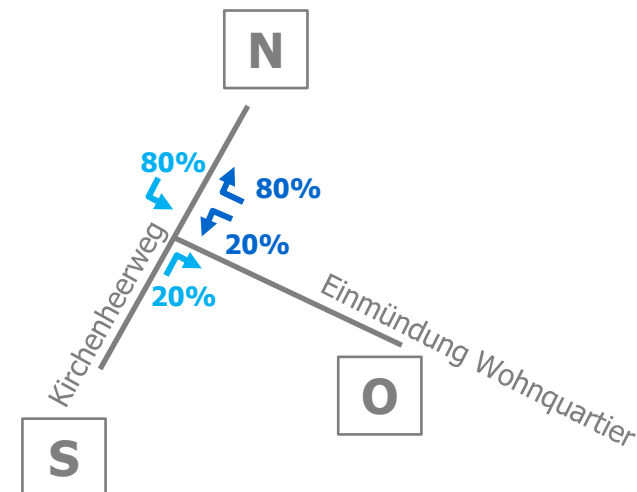 N
80%
80%
20%
20%
Kirchenheerweg
Einmündung Wohnquartier
O
S